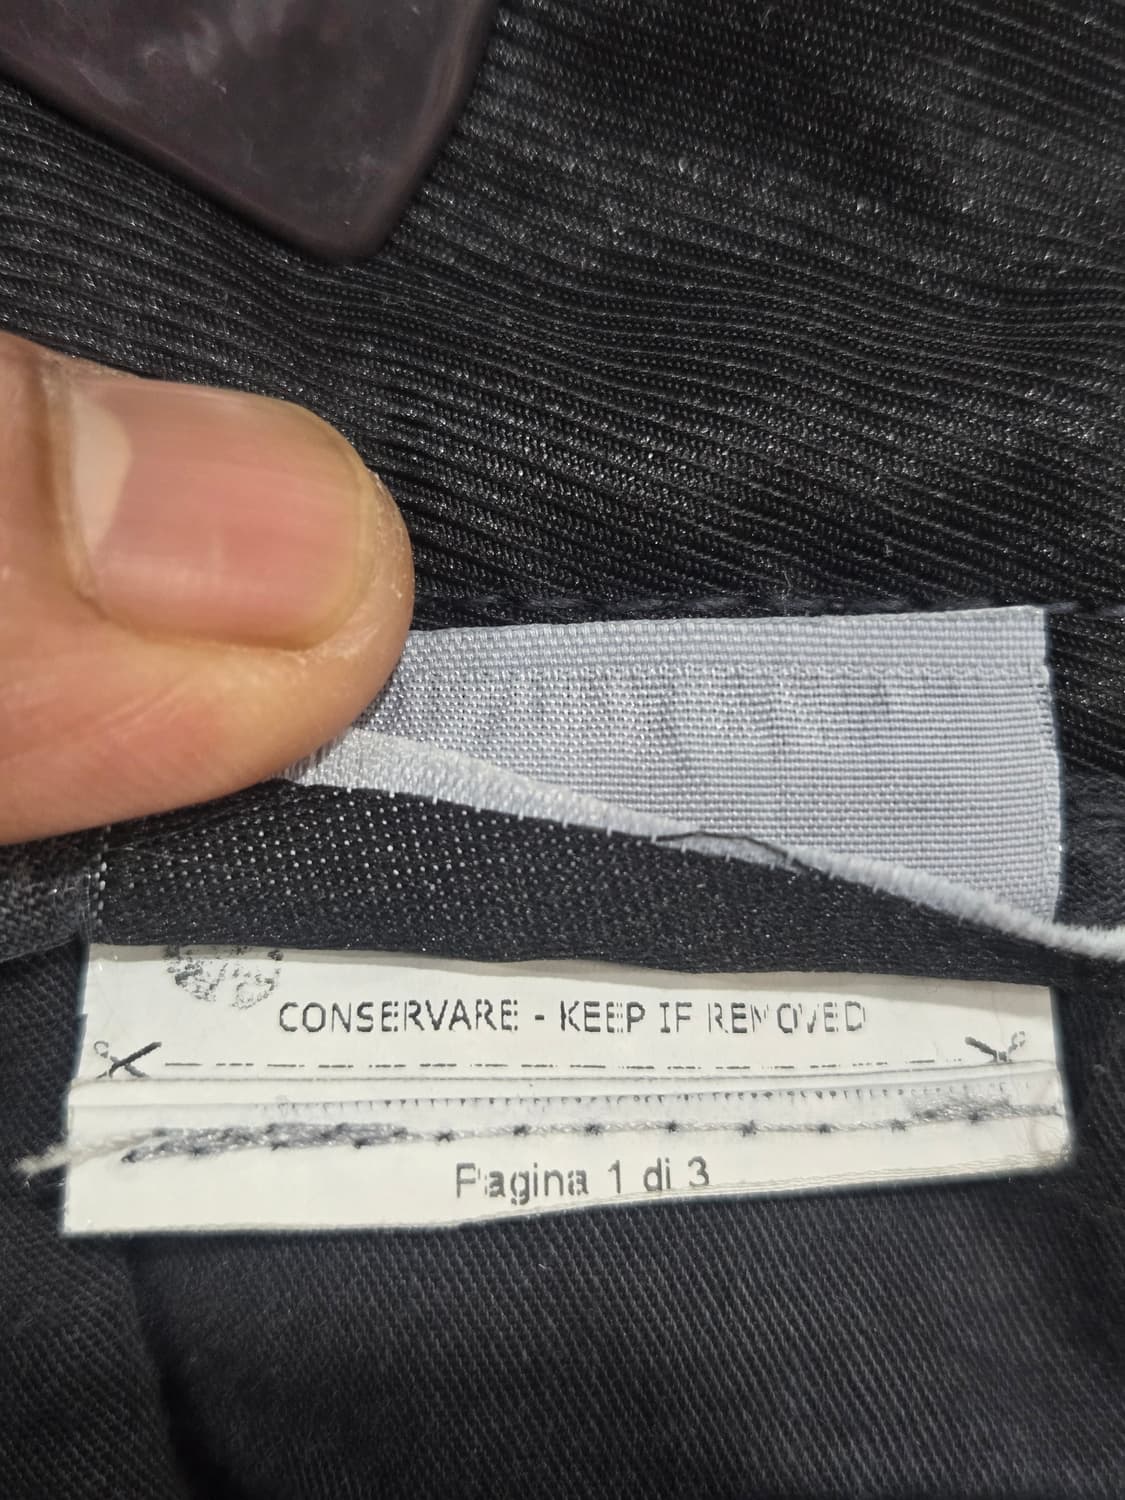 CONSERVARE - KEEP IF REMOVED
Pagina 1 di 3